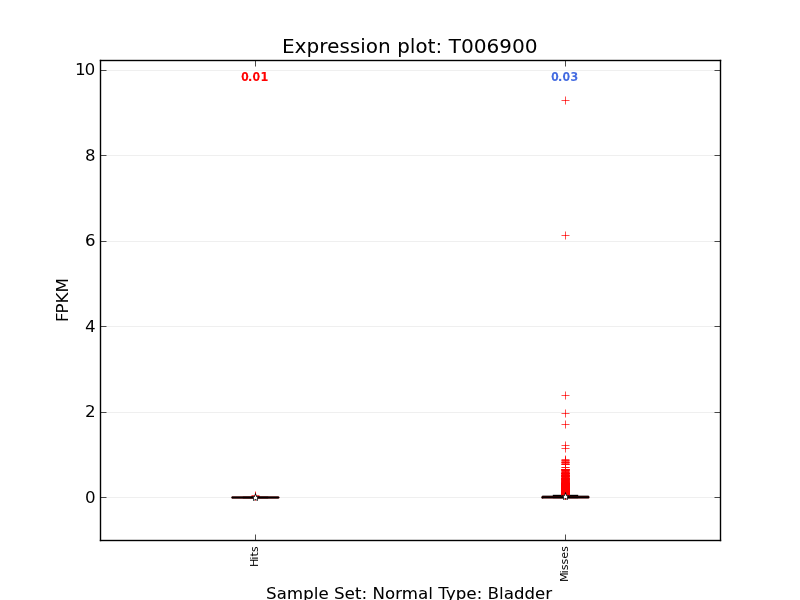 Expression plot: T006900
10
0.01
0.03
8
6
FPKM
4
2
0
Hits
Misses
Sample Set: Normal Type: Bladder